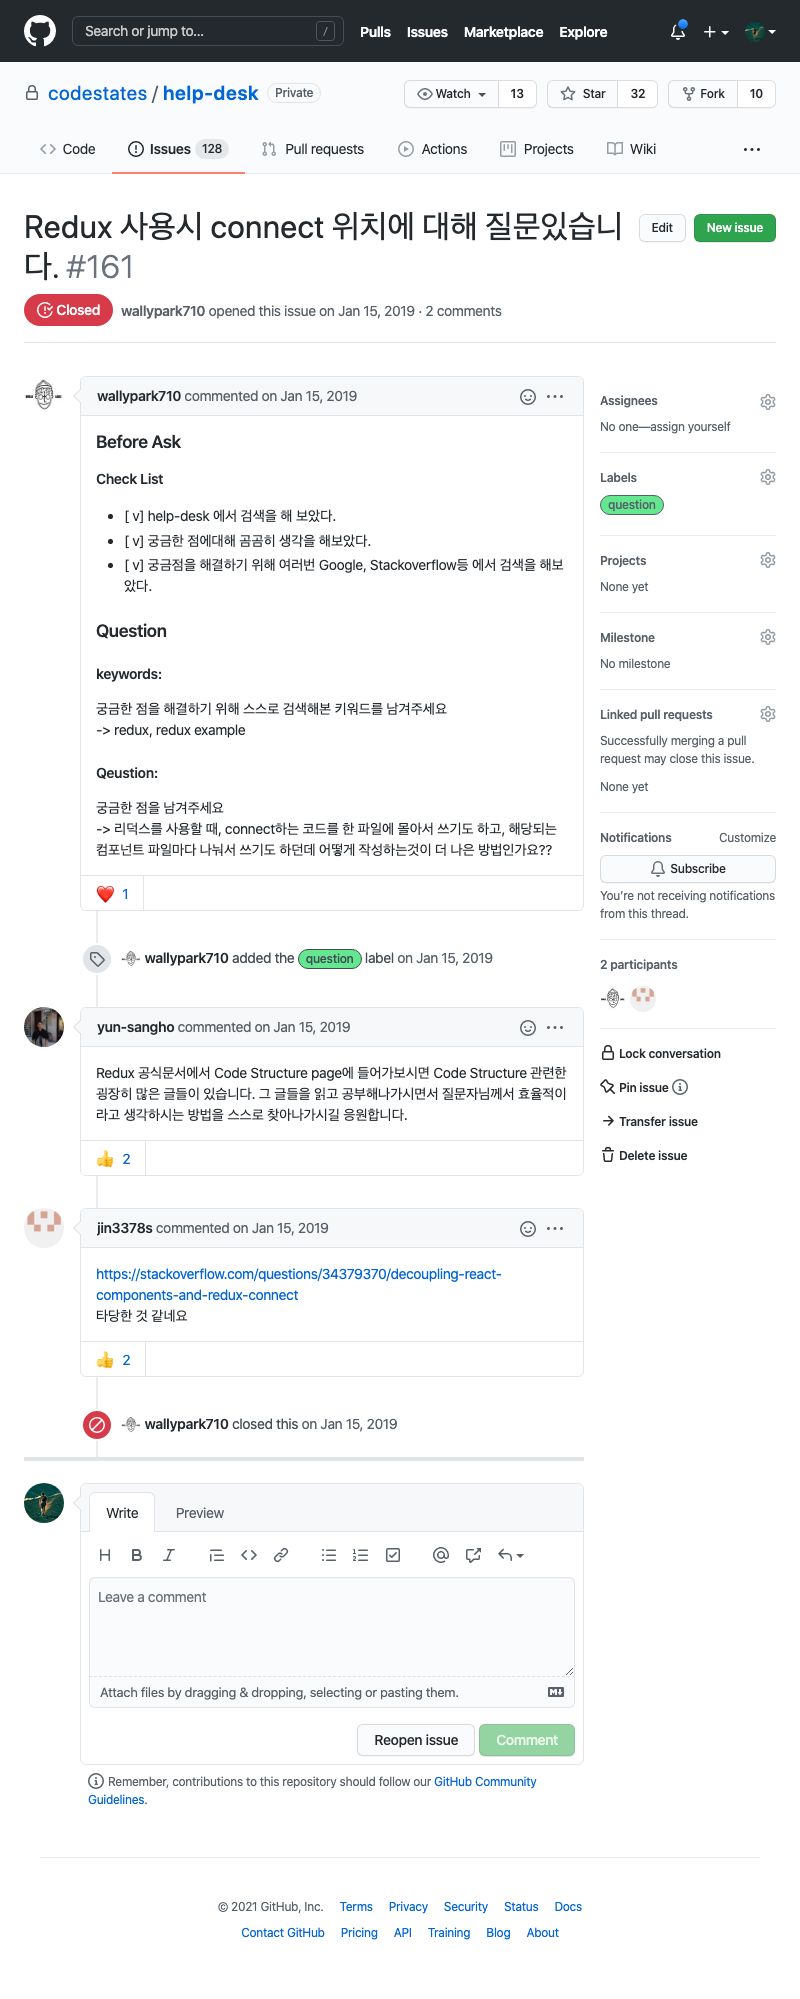 Search or jump to... /
Pulls Issues Marketplace Explore
codestates / help-desk Private
Watch 13 Star 32 Fork 10
Code Issues 128 Pull requests Actions Projects Wiki
Redux 사용시 connect 위치에 대해 질문있습니
다. #161
Edit New issue
Closed wallypark710 opened this issue on Jan 15, 2019 · 2 comments
wallypark710 commented on Jan 15, 2019
Before Ask
Check List
• [ v] help-desk 에서 검색을 해 보았다.
• [ v] 궁금한 점에대해 곰곰히 생각을 해보았다.
• [ v] 궁금점을 해결하기 위해 여러번 Google, Stackoverflow등 에서 검색을 해보
았다.
Question
keywords:
궁금한 점을 해결하기 위해 스스로 검색해본 키워드를 남겨주세요
-> redux, redux example
Qeustion:
궁금한 점을 남겨주세요
-> 리덕스를 사용할 때, connect하는 코드를 한 파일에 몰아서 쓰기도 하고, 해당되는
컴포넌트 파일마다 나눠서 쓰기도 하던데 어떻게 작성하는것이 더 나은 방법인가요??
❤️ 1
wallypark710 added the question label on Jan 15, 2019
yun-sangho commented on Jan 15, 2019
Redux 공식문서에서 Code Structure page에 들어가보시면 Code Structure 관련한
굉장히 많은 글들이 있습니다. 그 글들을 읽고 공부해나가시면서 질문자님께서 효율적이
라고 생각하시는 방법을 스스로 찾아나가시길 응원합니다.
👍 2
jin3378s commented on Jan 15, 2019
https://stackoverflow.com/questions/34379370/decoupling-react-
components-and-redux-connect
타당한 것 같네요
👍 2
wallypark710 closed this on Jan 15, 2019
Write Preview
Leave a comment
Attach files by dragging & dropping, selecting or pasting them.
Reopen issue Comment
Remember, contributions to this repository should follow our GitHub Community
Guidelines.
Assignees
No one—assign yourself
Labels
question
Projects
None yet
Milestone
No milestone
Linked pull requests
Successfully merging a pull
request may close this issue.
None yet
Notifications Customize
Subscribe
You're not receiving notifications
from this thread.
2 participants
Lock conversation
Pin issue
Transfer issue
Delete issue
© 2021 GitHub, Inc. Terms Privacy Security Status Docs
Contact GitHub Pricing API Training Blog About